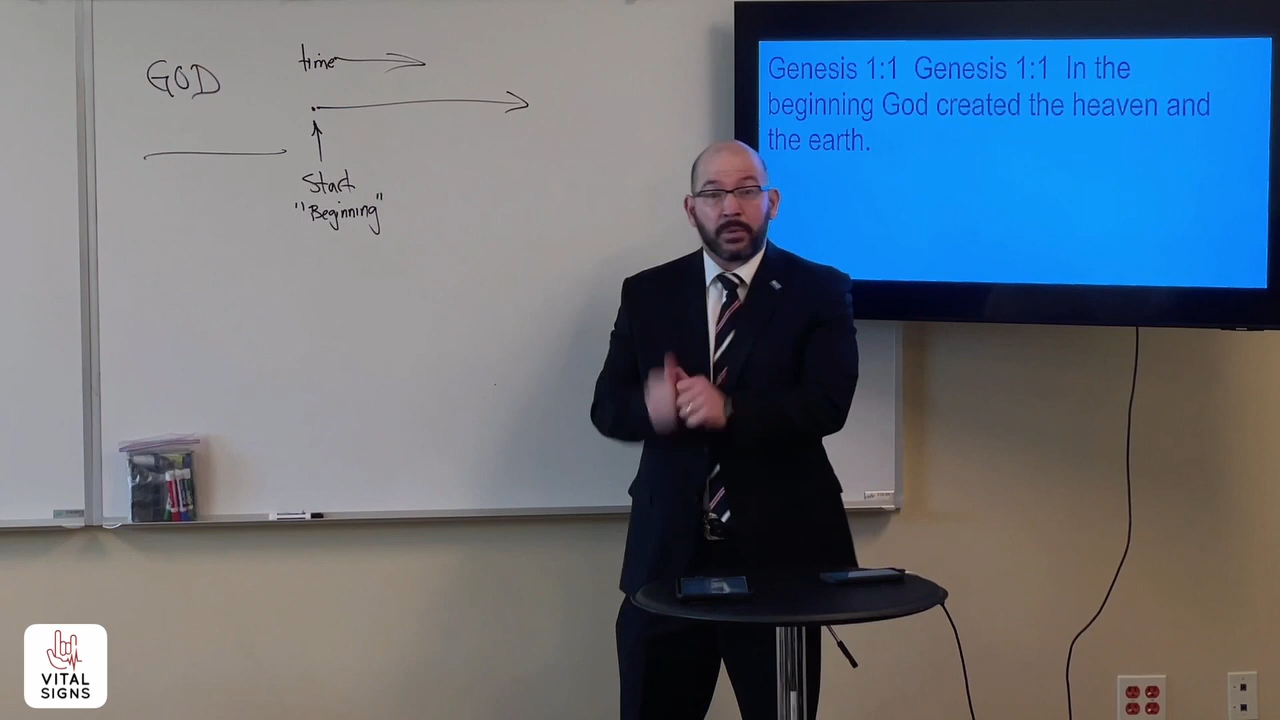 GOD
time
Start
"Beginning"
Genesis 1:1 Genesis 1:1 In the
beginning God created the heaven and
the earth.
VITAL
SIGNS